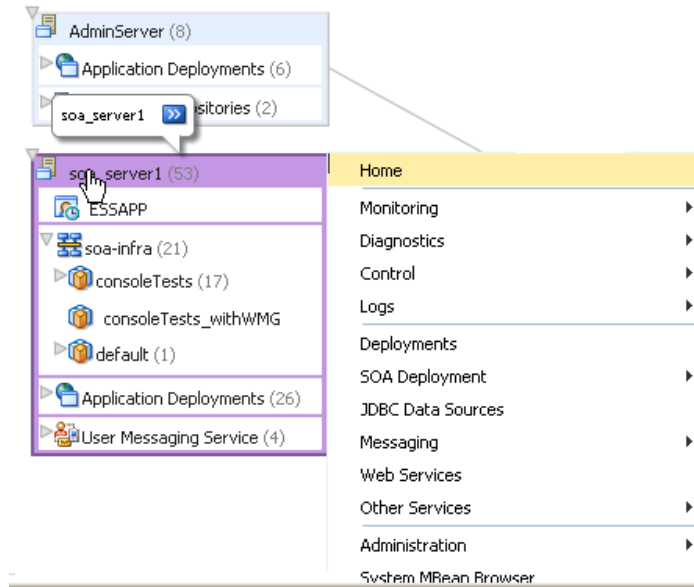 AdminServer (8)
Application Deployments (6)
sitories (2)
soa_server1
soa_server1 (53)
ESSAPP
soa-infra (21)
consoleTests (17)
consoleTests_withWMG
default (1)
Application Deployments (26)
User Messaging Service (4)
Home
Monitoring
Diagnostics
Control
Logs
Deployments
SOA Deployment
JDBC Data Sources
Messaging
Web Services
Other Services
Administration
System MBean Browser